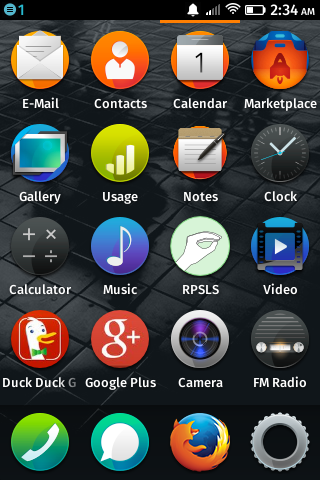 1 2:34 AM
E-Mail Contacts Calendar Marketplace
1
Gallery Usage Notes Clock
Calculator Music RPSLS Video
g+
Duck Duck G Google Plus Camera FM Radio